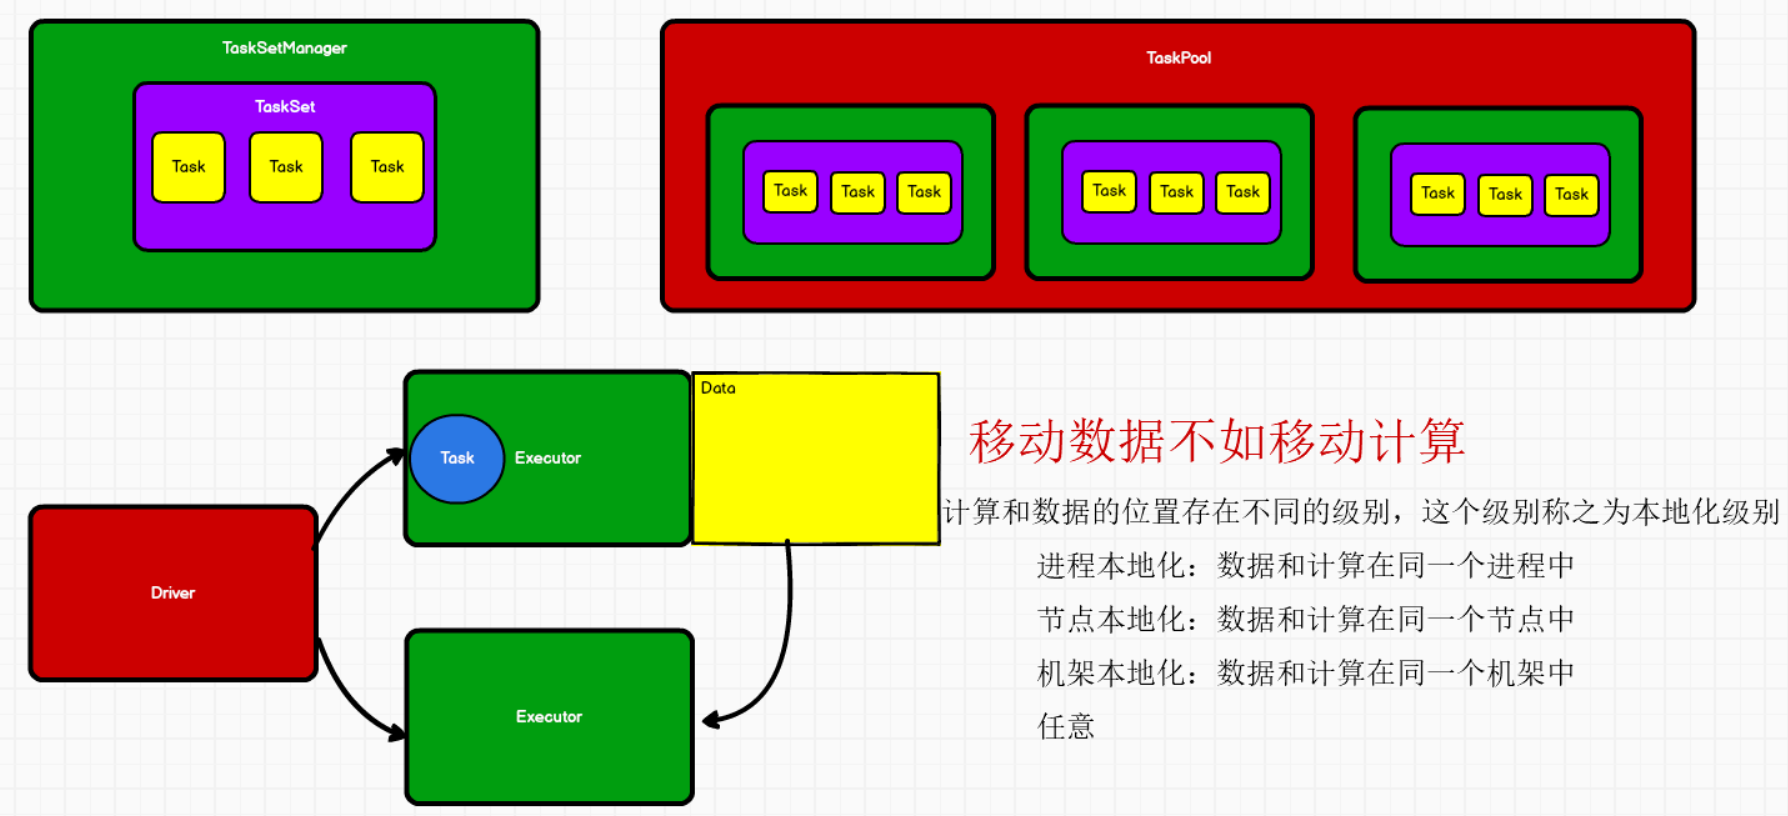 TaskSetManager
TaskSet
Task
Task
Task
TaskPool
Task
Task
Task
Task
Task
Task
Task
Task
Task
Driver
Task
Executor
Data
Executor
移动数据不如移动计算
计算和数据的位置存在不同的级别，这个级别称之为本地化级别
进程本地化：数据和计算在同一个进程中
节点本地化：数据和计算在同一个节点中
机架本地化：数据和计算在同一个机架中
任意